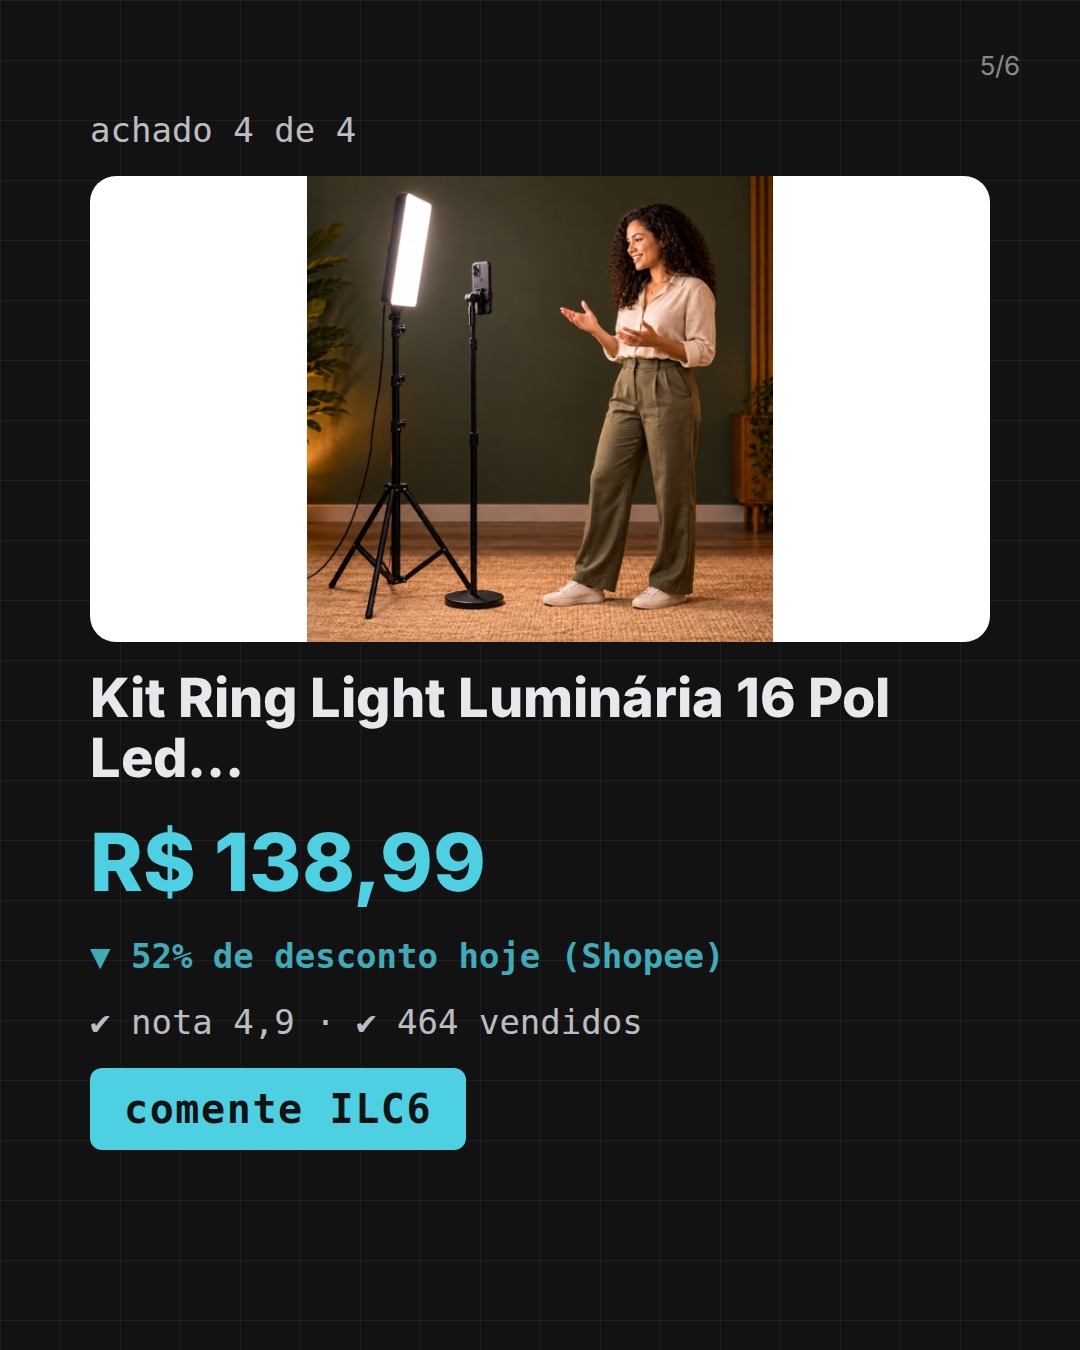 5/6
achado 4 de 4
Kit Ring Light Luminária 16 Pol
Led...
R$ 138,99
▼ 52% de desconto hoje (Shopee)
✔ nota 4,9 · ✔ 464 vendidos
comente ILC6